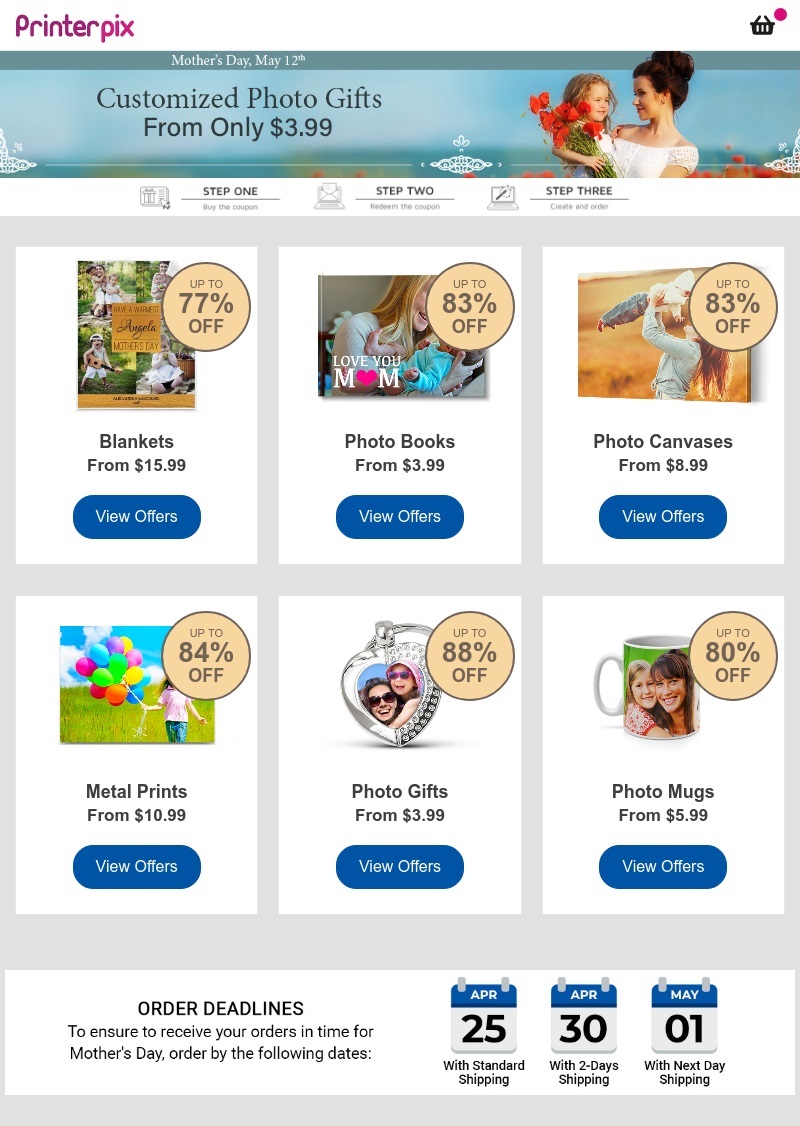 Printerpix
Mother's Day, May 12th
Customized Photo Gifts
From Only $3.99
STEP ONE
Buy the coupon
STEP TWO
Redeem the coupon
STEP THREE
Create and order
UP TO
77%
OFF
HAVE A WARMEST
Angela
MOTHERS DAY
Blankets
From $15.99
View Offers
UP TO
83%
OFF
LOVE YOU
M M
Photo Books
From $3.99
View Offers
UP TO
83%
OFF
Photo Canvases
From $8.99
View Offers
UP TO
84%
OFF
Metal Prints
From $10.99
View Offers
UP TO
88%
OFF
Photo Gifts
From $3.99
View Offers
UP TO
80%
OFF
Photo Mugs
From $5.99
View Offers
ORDER DEADLINES
To ensure to receive your orders in time for
Mother's Day, order by the following dates:
APR
25
With Standard
Shipping
APR
30
With 2-Days
Shipping
MAY
01
With Next Day
Shipping